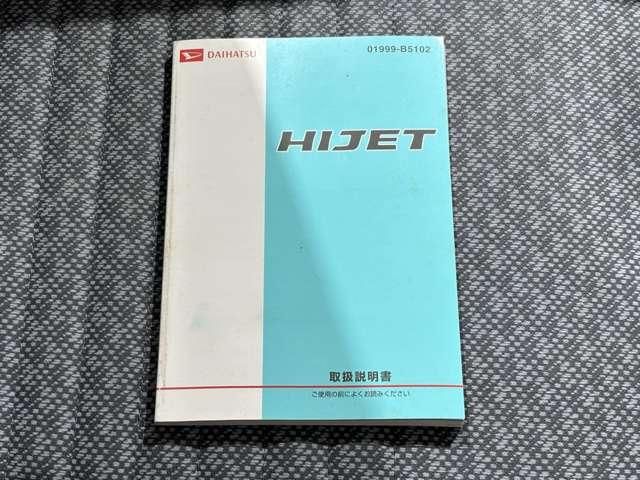 DAIHATSU
01999-B5102
HIJET
取扱説明書
ご使用の前によくお読みください